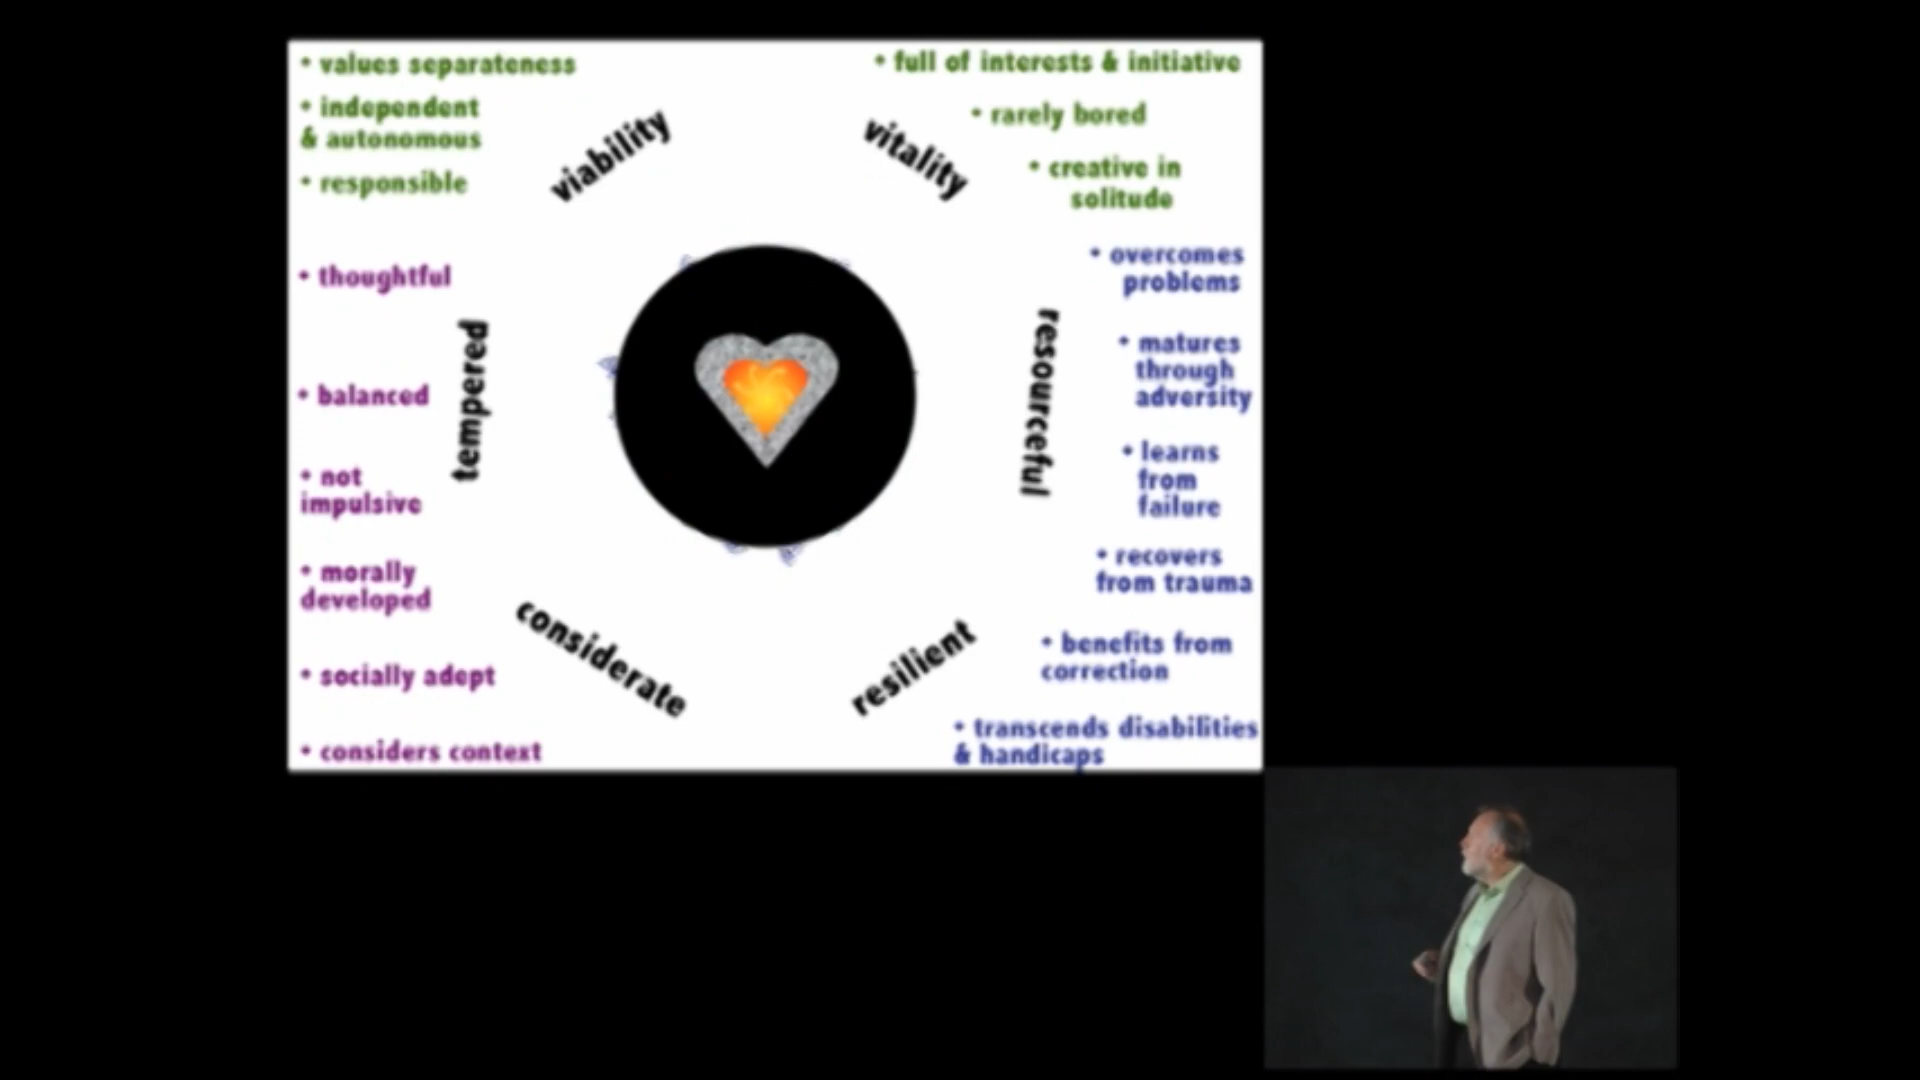 • values separateness
• independent
& autonomous
• responsible
viability
vitality
• full of interests & initiative
• rarely bored
• creative in
solitude
• thoughtful
• balanced
• not
impulsive
• morally
developed
• socially adept
• considers context
tempered
considerate
resourceful
resilient
• overcomes
problems
• matures
through
adversity
• learns
from
failure
• recovers
from trauma
• benefits from
correction
• transcends disabilities
& handicaps